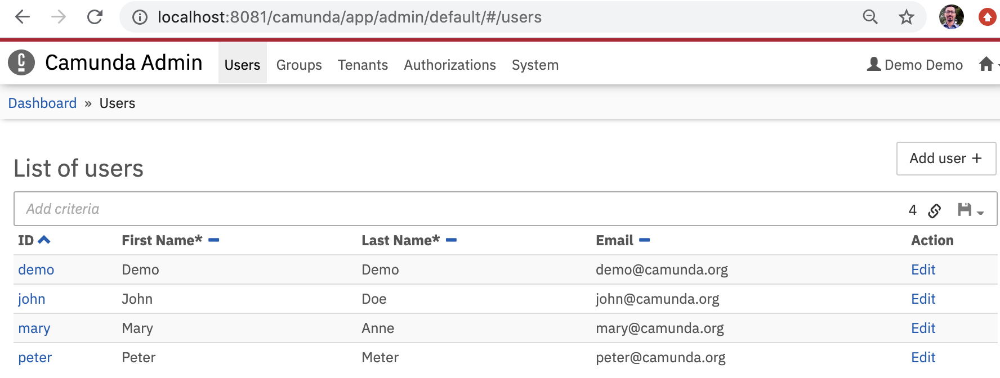 localhost:8081/camunda/app/admin/default/#/users
Camunda Admin Users Groups Tenants Authorizations System Demo Demo
Dashboard » Users
List of users
Add user +
Add criteria 4
ID First Name* Last Name* Email Action
demo Demo Demo demo@camunda.org Edit
john John Doe john@camunda.org Edit
mary Mary Anne mary@camunda.org Edit
peter Peter Meter peter@camunda.org Edit